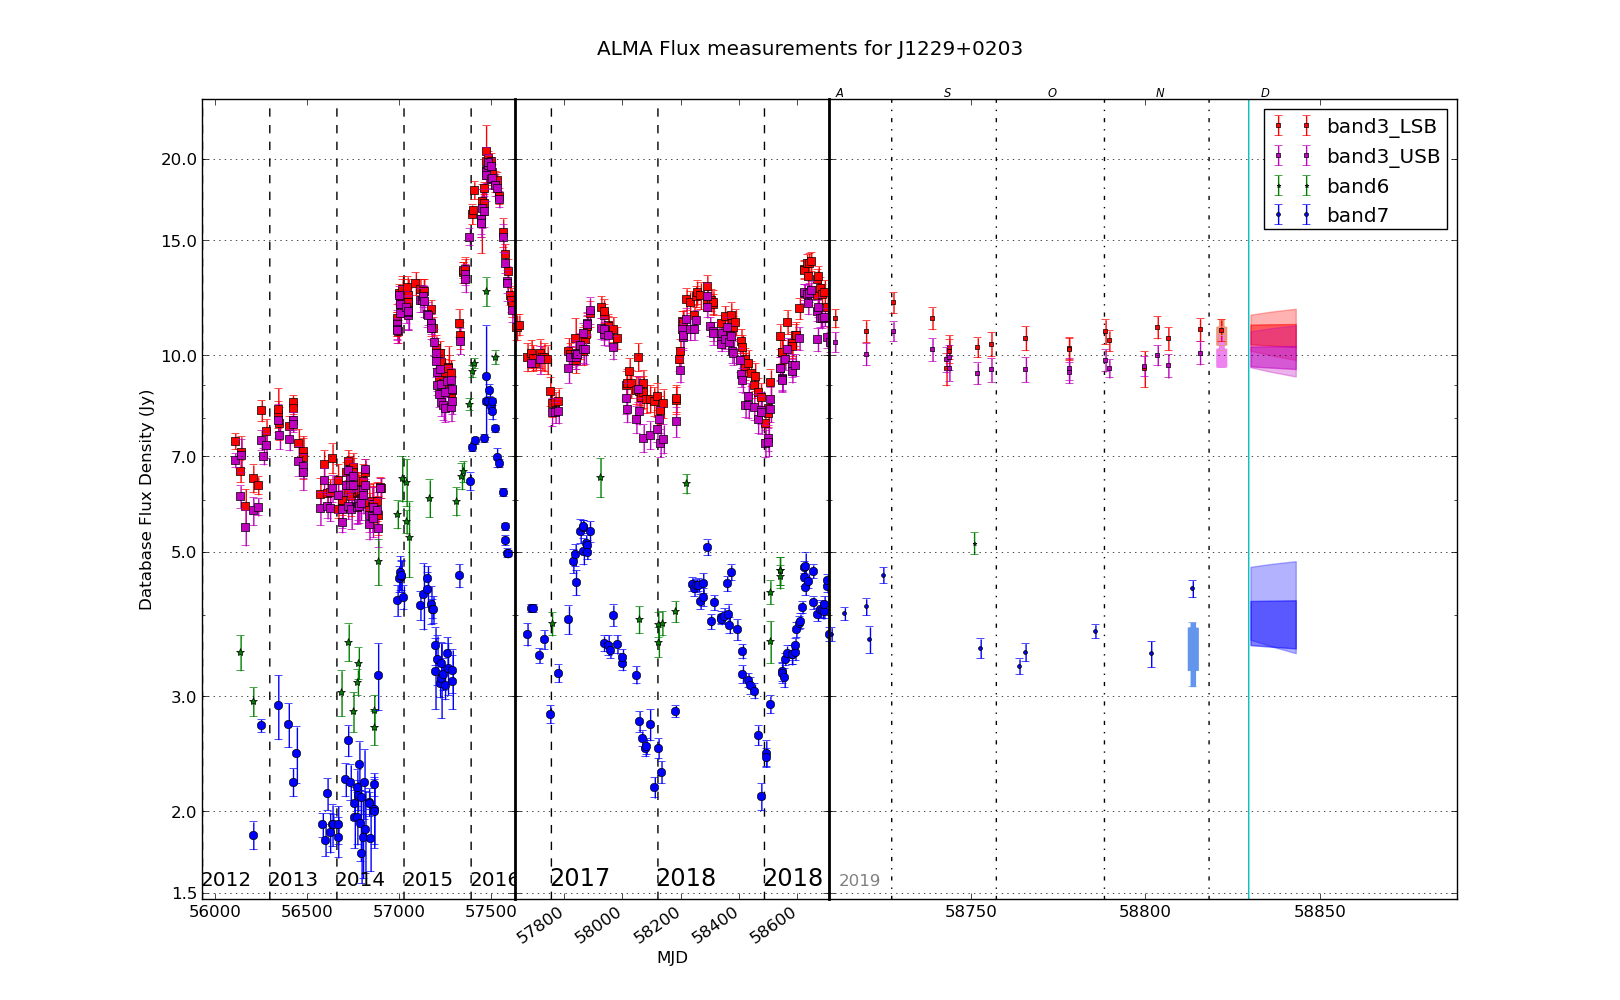 ALMA Flux measurements for J1229+0203
A S O N D
band3_LSB
band3_USB
band6
band7
20.0
15.0
10.0
7.0
5.0
3.0
2.0
1.5
Database Flux Density (Jy)
2012 2013 2014 2015 2016 2017 2018 2018 2019
56000 56500 57000 57500 57800 58000 58200 58400 58600 58750 58800 58850
MJD